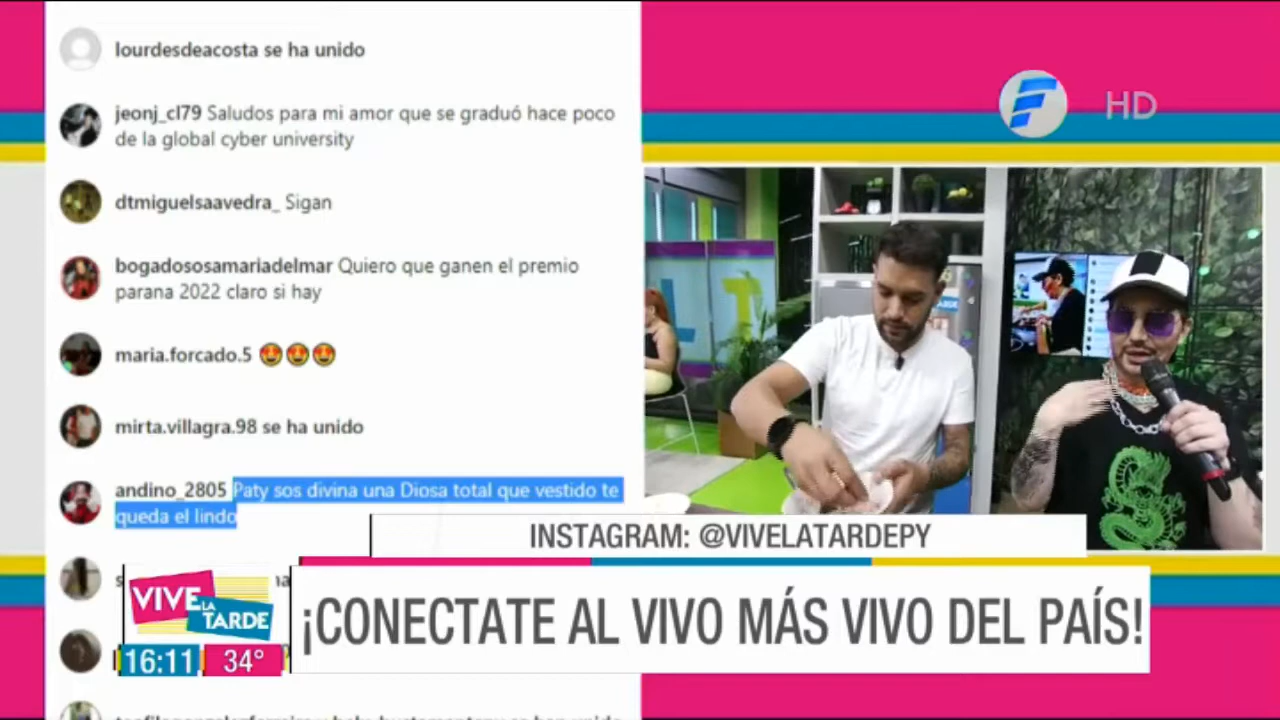 lourdesdeacosta se ha unido
jeonj_cl79 Saludos para mi amor que se graduó hace poco
de la global cyber university
dtmiguelsaavedra_ Sigan
bogadososamariadelmar Quiero que ganen el premio
parana 2022 claro si hay
maria.forcado.5 😍😍😍
mirta.villagra.98 se ha unido
andino_2805 Paty sos divina una Diosa total que vestido te
queda el lindo
HD
INSTAGRAM: @VIVELATARDEPY
¡CONECTATE AL VIVO MÁS VIVO DEL PAÍS!
VIVE
LA
TARDE
16:11 34°